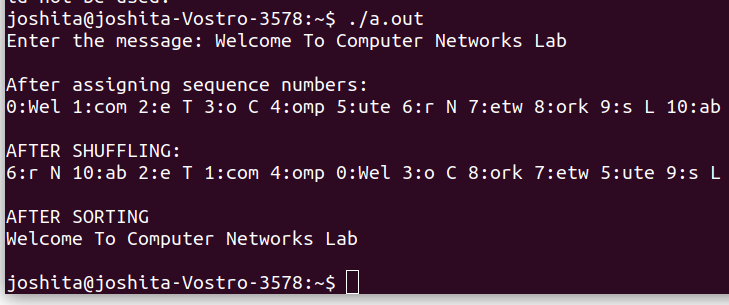 joshita@joshita-Vostro-3578:~$ ./a.out
Enter the message: Welcome To Computer Networks Lab
After assigning sequence numbers:
0:Wel 1:com 2:e T 3:o C 4:omp 5:ute 6:r N 7:etw 8:ork 9:s L 10:ab
AFTER SHUFFLING:
6:r N 10:ab 2:e T 1:com 4:omp 0:Wel 3:o C 8:ork 7:etw 5:ute 9:s L
AFTER SORTING
Welcome To Computer Networks Lab
joshita@joshita-Vostro-3578:~$